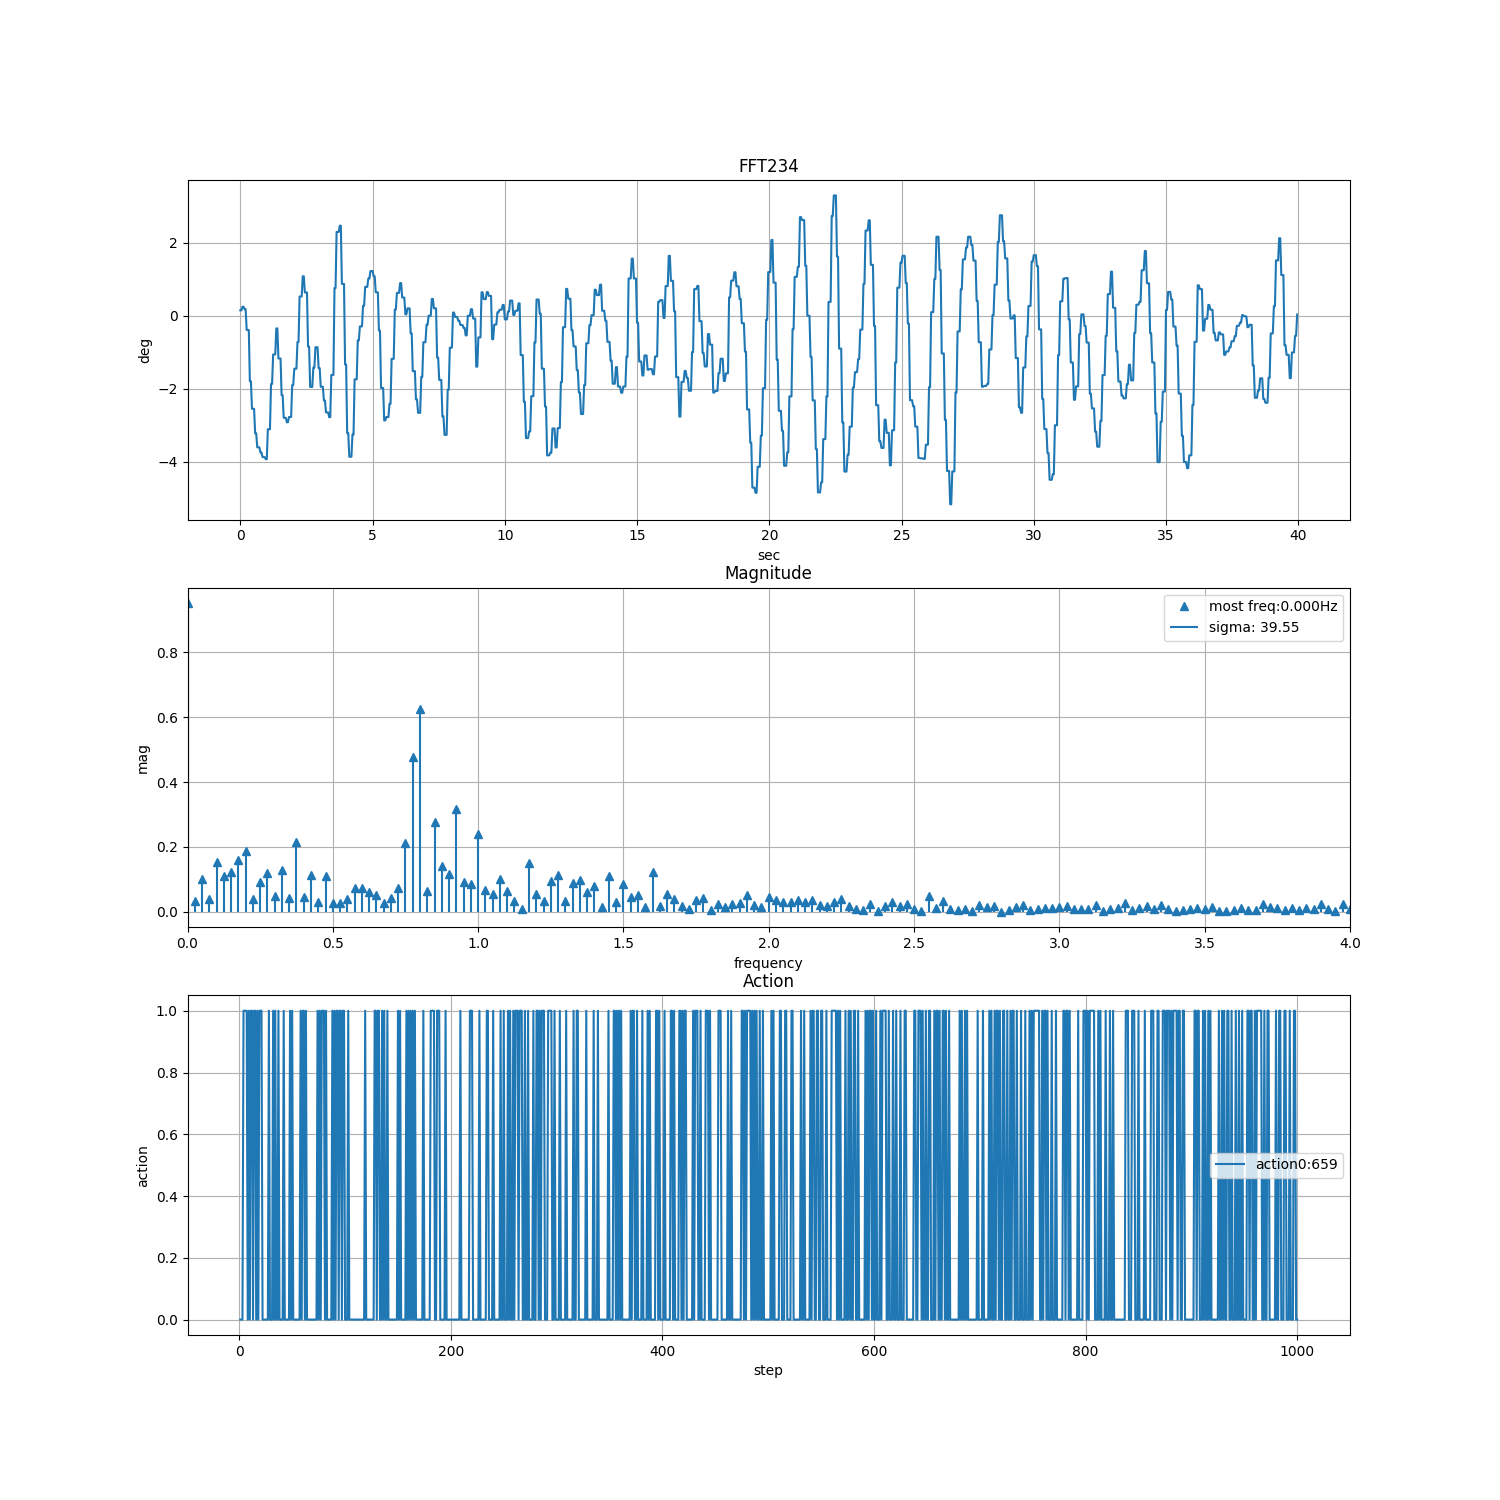 FFT234
2
0
−2
−4
deg
0 5 10 15 20 25 30 35 40
sec
Magnitude
most freq:0.000Hz
sigma: 39.55
0.8
0.6
0.4
0.2
0.0
mag
0.0 0.5 1.0 1.5 2.0 2.5 3.0 3.5 4.0
frequency
Action
1.0
0.8
0.6
0.4
0.2
0.0
action
action0:659
0 200 400 600 800 1000
step